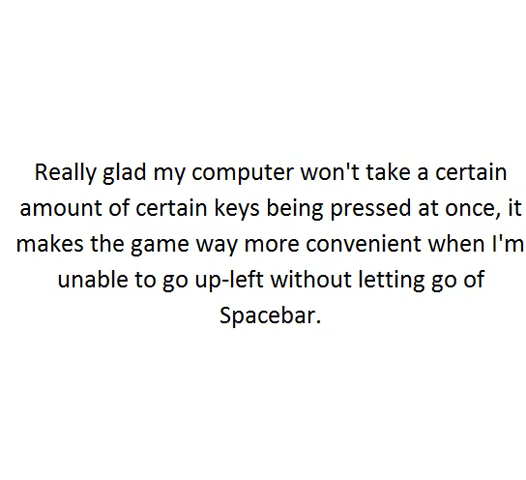 Really glad my computer won't take a certain
amount of certain keys being pressed at once, it
makes the game way more convenient when I'm
unable to go up-left without letting go of
Spacebar.